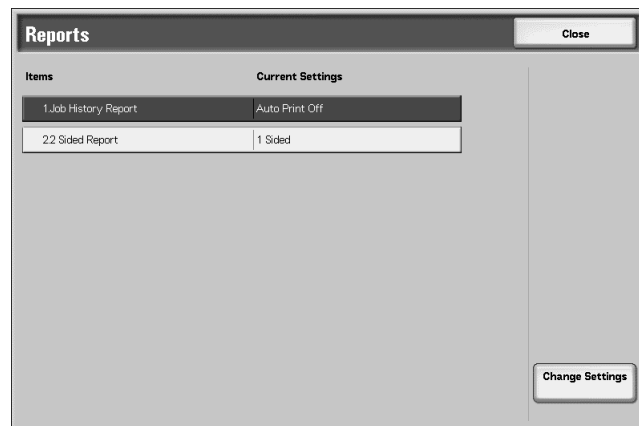 Reports
Close
Items Current Settings
1.Job History Report Auto Print Off
2.2 Sided Report 1 Sided
Change Settings